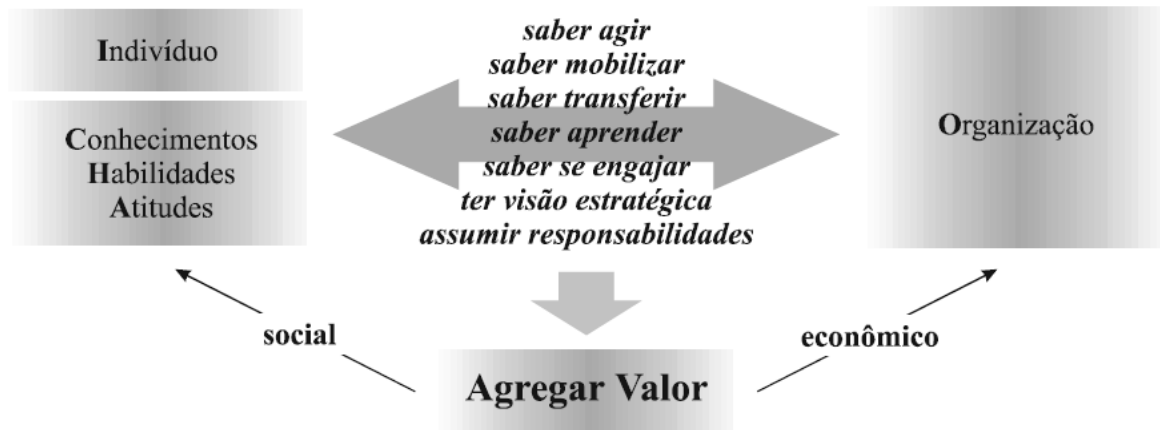 Indivíduo
Conhecimentos
Habilidades
Atitudes
saber agir
saber mobilizar
saber transferir
saber aprender
saber se engajar
ter visão estratégica
assumir responsabilidades
Organização
social
econômico
Agregar Valor